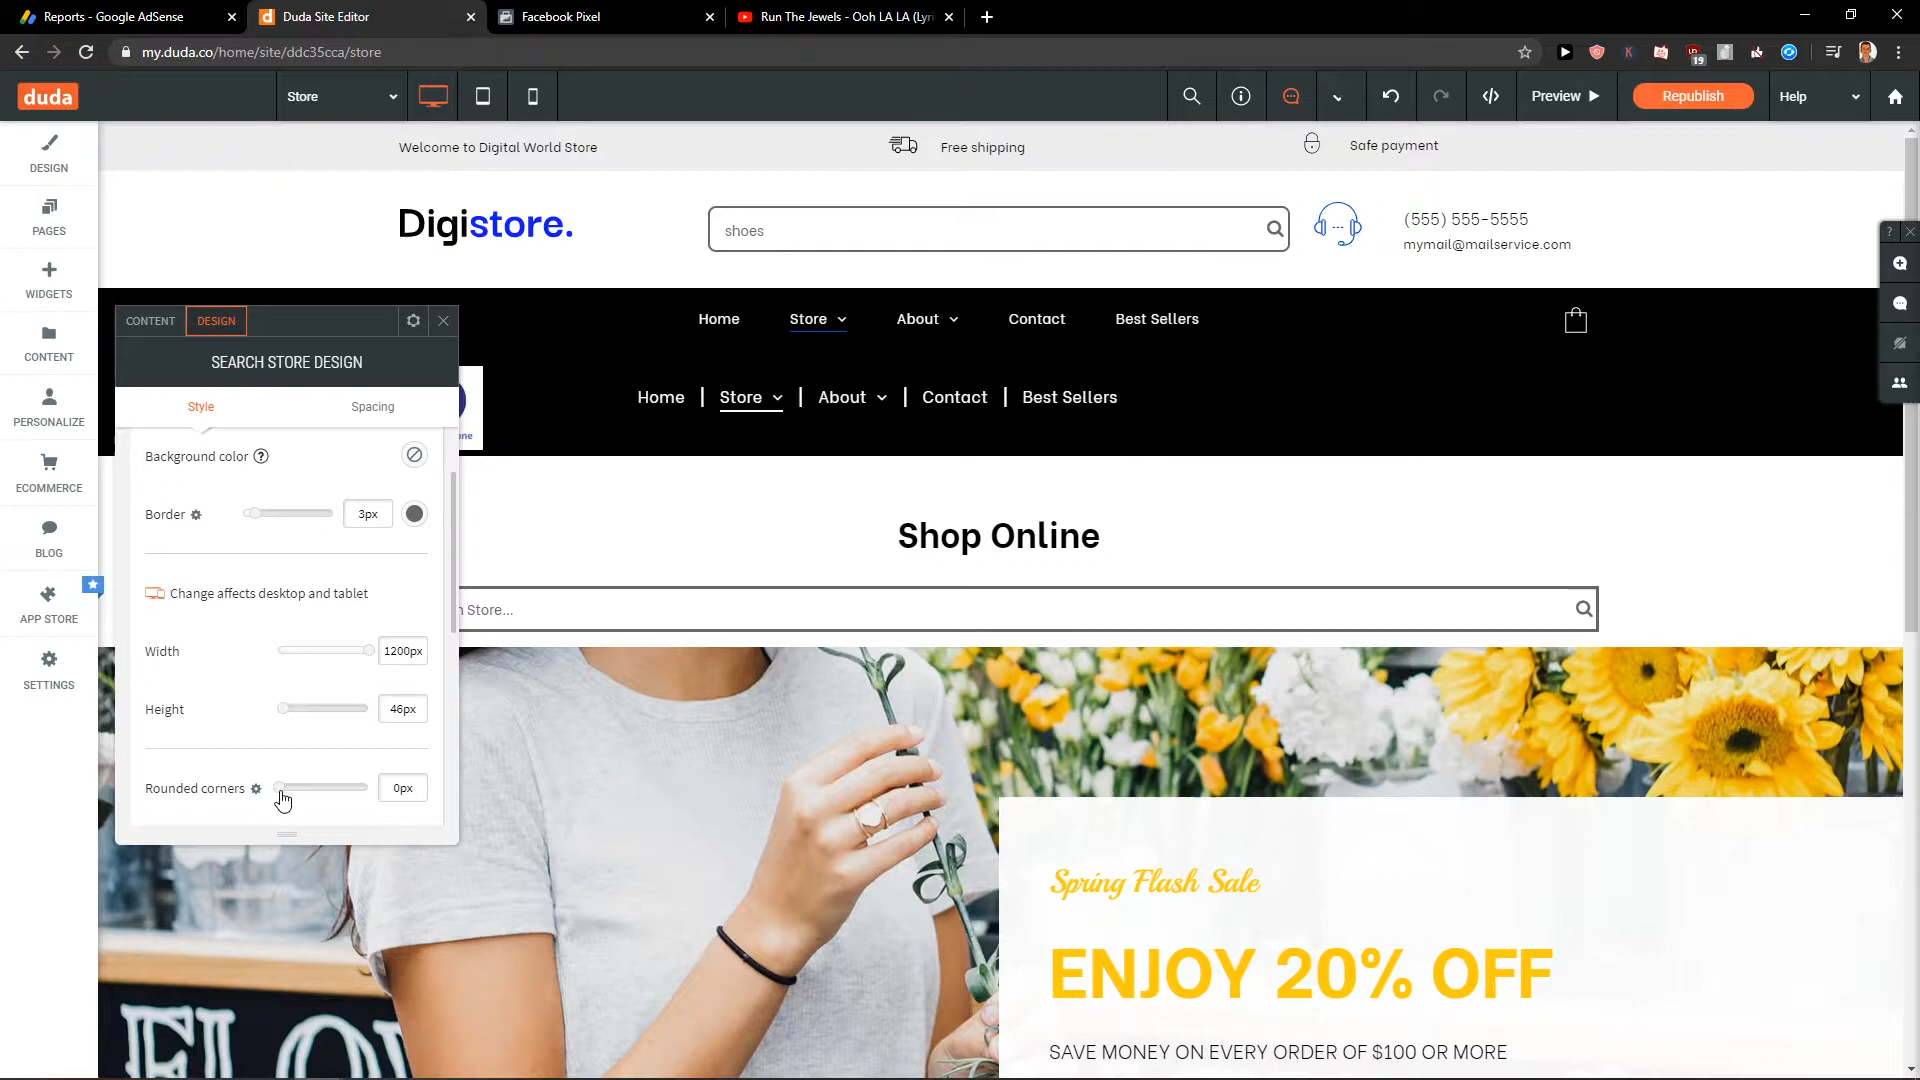 Reports - Google AdSense
Duda Site Editor
Facebook Pixel
Run The Jewels - Ooh LA LA (Lyri
my.duda.co/home/site/ddc35cca/store
19
duda
Store
Preview
Republish
Help
DESIGN
PAGES
WIDGETS
CONTENT
PERSONALIZE
ECOMMERCE
BLOG
APP STORE
SETTINGS
Welcome to Digital World Store
Free shipping
Safe payment
Digistore.
shoes
(555) 555-5555
mymail@mailservice.com
Home
Store
About
Contact
Best Sellers
Home
Store
About
Contact
Best Sellers
one
CONTENT
DESIGN
SEARCH STORE DESIGN
Style
Spacing
Background color ?
Border
3px
Change affects desktop and tablet
Width
1200px
Height
46px
Rounded corners
0px
Shop Online
h Store...
Spring Flash Sale
ENJOY 20% OFF
SAVE MONEY ON EVERY ORDER OF $100 OR MORE